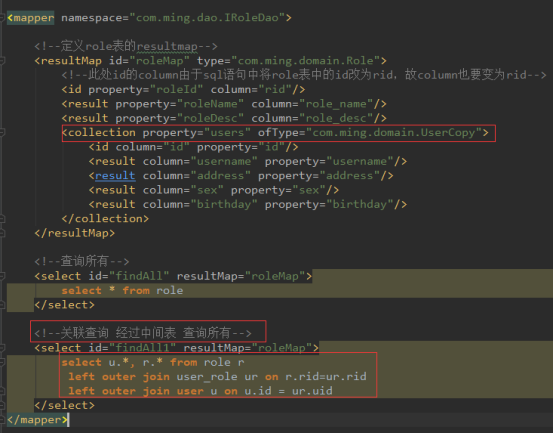 <mapper namespace="com.ming.dao.IRoleDao">
<!--定义role表的resultmap-->
<resultMap id="roleMap" type="com.ming.domain.Role">
<!--此处id的column由于sql语句中将role表中的id改为rid，故column也要变为rid-->
<id property="roleId" column="rid"/>
<result property="roleName" column="role_name"/>
<result property="roleDesc" column="role_desc"/>
<collection property="users" ofType="com.ming.domain.UserCopy">
<id column="id" property="id"/>
<result column="username" property="username"/>
<result column="address" property="address"/>
<result column="sex" property="sex"/>
<result column="birthday" property="birthday"/>
</collection>
</resultMap>
<!--查询所有-->
<select id="findAll" resultMap="roleMap">
select * from role
</select>
<!--关联查询 经过中间表 查询所有-->
<select id="findAll1" resultMap="roleMap">
select u.*, r.* from role r
left outer join user_role ur on r.rid=ur.rid
left outer join user u on u.id = ur.uid
</select>
</mapper>